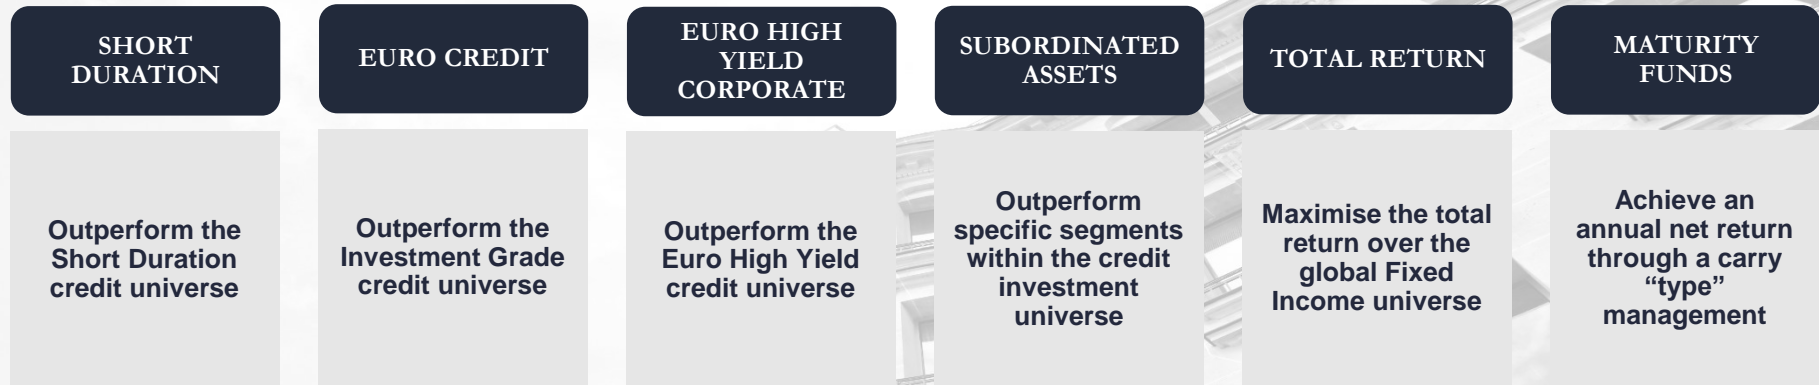 SHORT
DURATION
EURO CREDIT
EURO HIGH
YIELD
CORPORATE
SUBORDINATED
ASSETS
TOTAL RETURN
MATURITY
FUNDS
Outperform the
Short Duration
credit universe
Outperform the
Investment Grade
credit universe
Outperform the
Euro High Yield
credit universe
Outperform
specific segments
within the credit
investment
universe
Maximise the total
return over the
global Fixed
Income universe
Achieve an
annual net return
through a carry
“type”
management